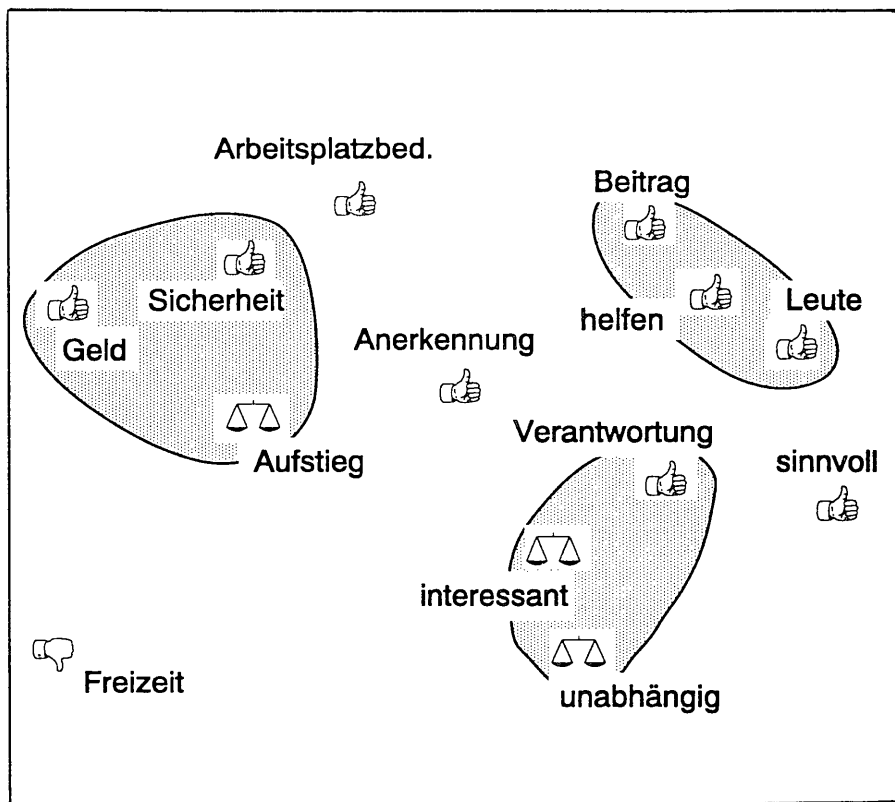 Arbeitsplatzbed.
Beitrag
Sicherheit
Leute
helfen
Geld
Anerkennung
Verantwortung
Aufstieg
sinnvoll
interessant
Freizeit
unabhängig